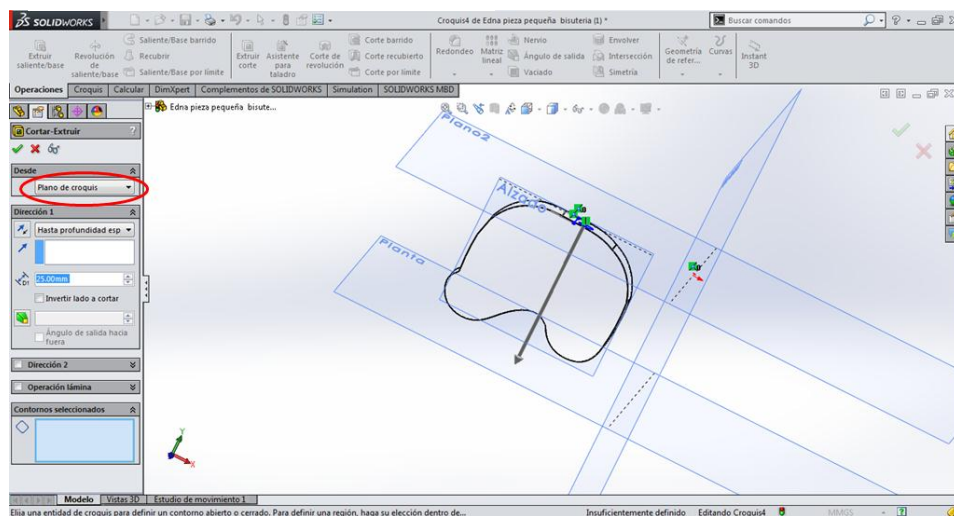 SOLIDWORKS
Croquis4 de Edna pieza pequeña bisuteria (1) *
Buscar comandos
Extruir saliente/base
Revolución de saliente/base
Saliente/Base barrido
Recubrir
Saliente/Base por límite
Extruir corte
Asistente para taladro
Corte de revolución
Corte barrido
Corte recubierto
Corte por límite
Redondeo
Matriz lineal
Nervio
Ángulo de salida
Vaciado
Envolver
Intersección
Simetría
Geometría de refer...
Curvas
Instant 3D
Operaciones
Croquis
Calcular
DimXpert
Complementos de SOLIDWORKS
Simulation
SOLIDWORKS MBD
Edna pieza pequeña bisute...
Cortar-Extruir
?
Desde
Plano de croquis
Dirección 1
Hasta profundidad esp
25.00mm
Invertir lado a cortar
Ángulo de salida hacia fuera
Dirección 2
Operación lámina
Contornos seleccionados
Plano2
Alzado
Planta
Y
X
Modelo
Vistas 3D
Estudio de movimiento 1
Elija una entidad de croquis para definir un contorno abierto o cerrado. Para definir una región, haga su elección dentro de...
Insuficientemente definido
Editando Croquis4
MMGS